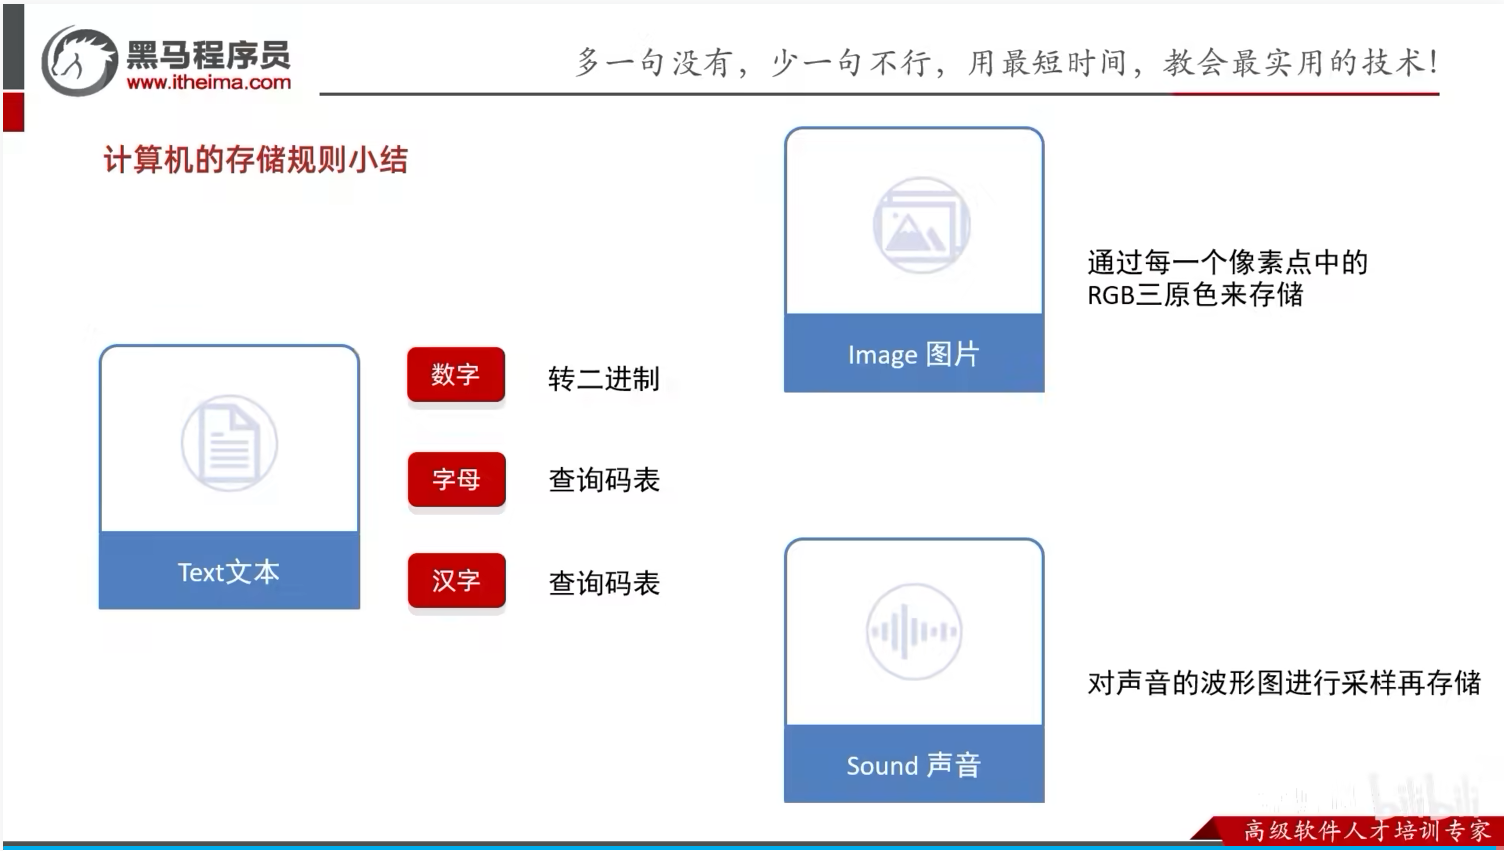 黑马程序员
www.itheima.com
多一句没有，少一句不行，用最短时间，教会最实用的技术！
计算机的存储规则小结
Text文本
数字
转二进制
字母
查询码表
汉字
查询码表
Image 图片
通过每一个像素点中的
RGB三原色来存储
Sound 声音
对声音的波形图进行采样再存储
bilibili
高级软件人才培训专家